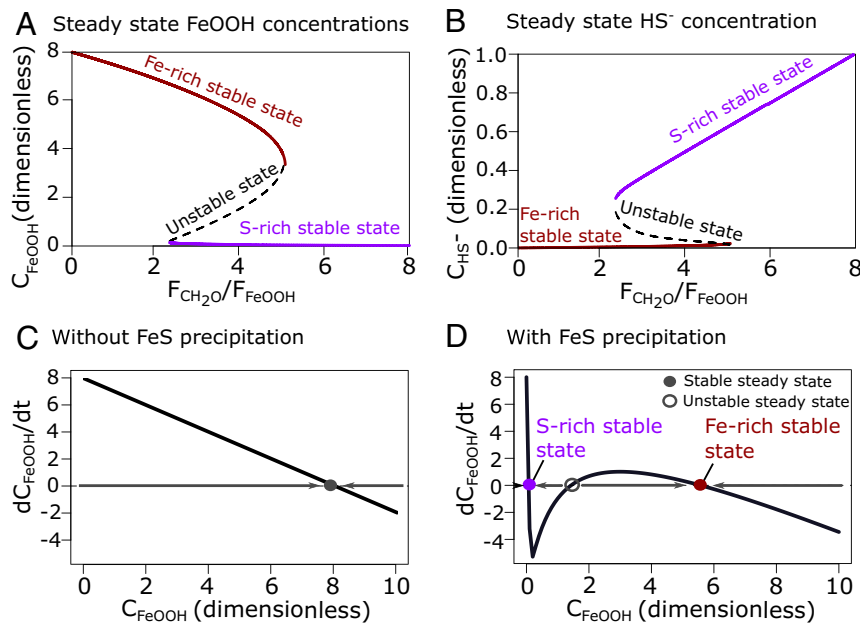 A Steady state FeOOH concentrations
C_FeOOH (dimensionless)
8
6
4
2
0
Fe-rich stable state
Unstable state
S-rich stable state
0 2 4 6 8
F_CH₂O/F_FeOOH
B Steady state HS⁻ concentration
C_HS⁻ (dimensionless)
1.0
0.8
0.6
0.4
0.2
0.0
S-rich stable state
Fe-rich
stable state
Unstable state
0 2 4 6 8
F_CH₂O/F_FeOOH
C Without FeS precipitation
dC_FeOOH/dt
8
6
4
2
0
-2
-4
0 2 4 6 8 10
C_FeOOH (dimensionless)
D With FeS precipitation
dC_FeOOH/dt
8
6
4
2
0
-2
-4
Stable steady state
Unstable steady state
S-rich stable
state
Fe-rich stable
state
0 2 4 6 8 10
C_FeOOH (dimensionless)